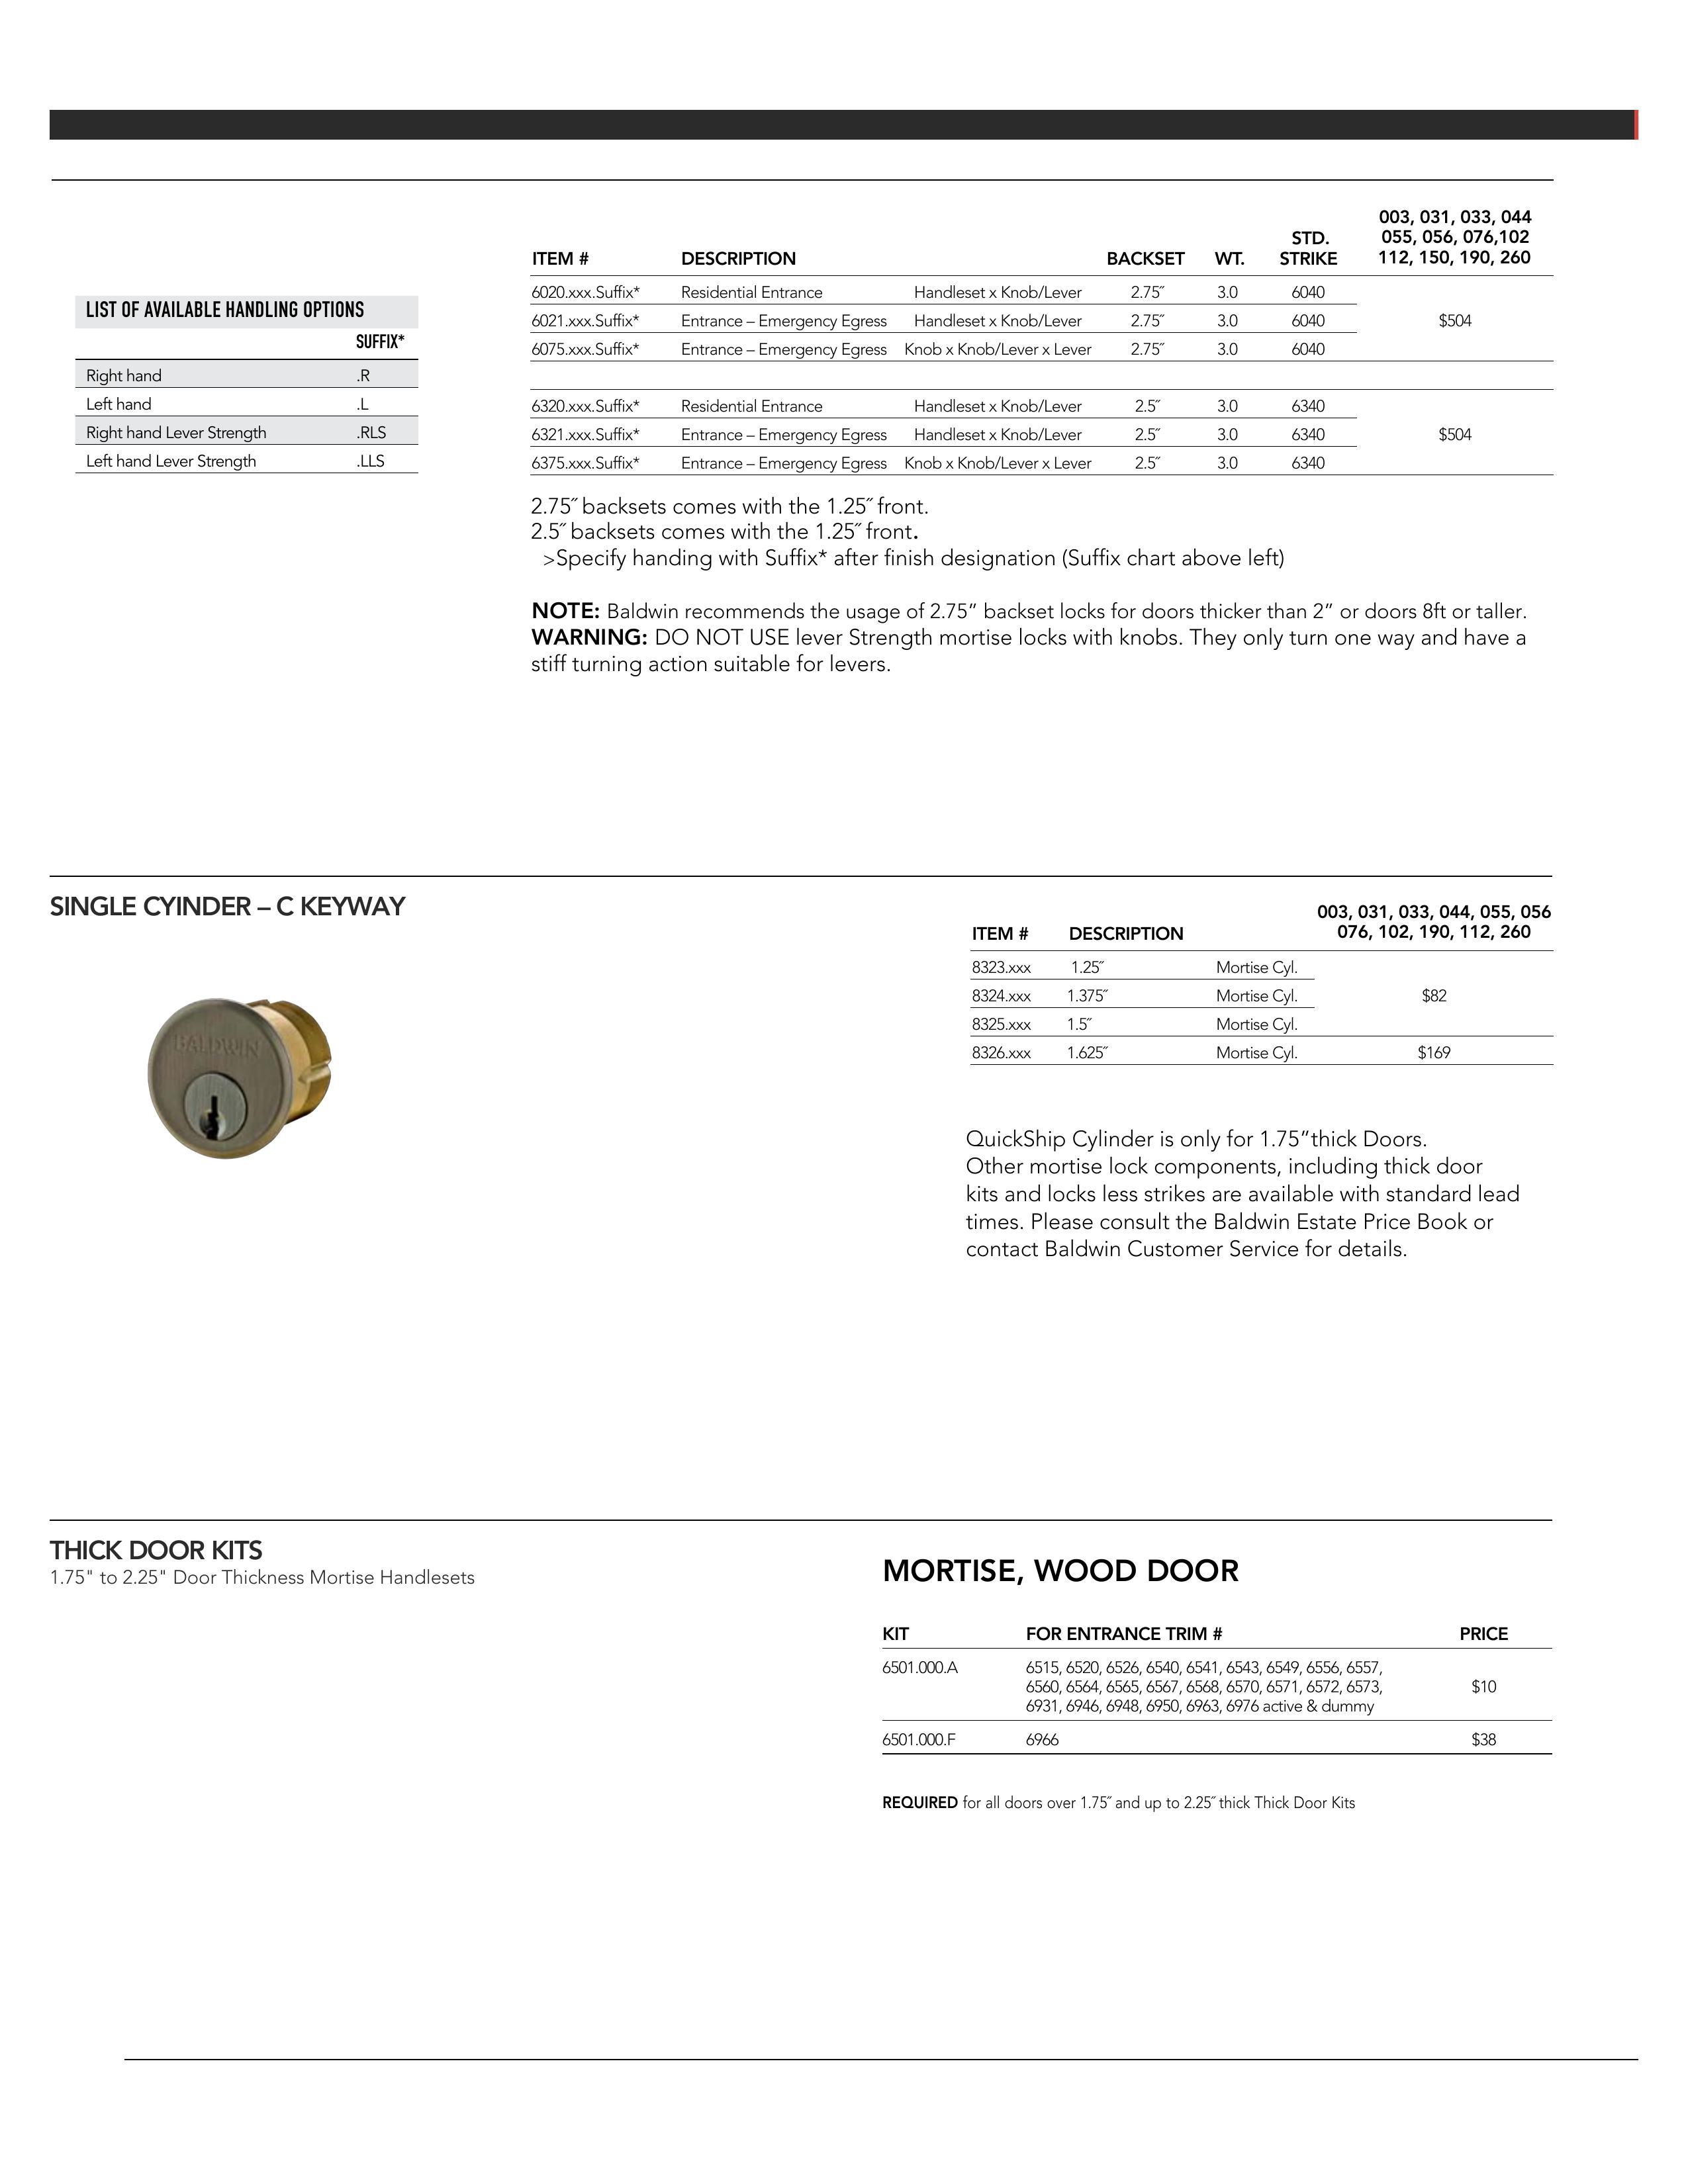 LIST OF AVAILABLE HANDLING OPTIONS
SUFFIX*
Right hand .R
Left hand .L
Right hand Lever Strength .RLS
Left hand Lever Strength .LLS
003, 031, 033, 044
STD. 055, 056, 076,102
ITEM # DESCRIPTION BACKSET WT. STRIKE 112, 150, 190, 260
6020.xxx.Suffix* Residential Entrance Handleset x Knob/Lever 2.75˝ 3.0 6040
6021.xxx.Suffix* Entrance – Emergency Egress Handleset x Knob/Lever 2.75˝ 3.0 6040 $504
6075.xxx.Suffix* Entrance – Emergency Egress Knob x Knob/Lever x Lever 2.75˝ 3.0 6040
6320.xxx.Suffix* Residential Entrance Handleset x Knob/Lever 2.5˝ 3.0 6340
6321.xxx.Suffix* Entrance – Emergency Egress Handleset x Knob/Lever 2.5˝ 3.0 6340 $504
6375.xxx.Suffix* Entrance – Emergency Egress Knob x Knob/Lever x Lever 2.5˝ 3.0 6340
2.75˝ backsets comes with the 1.25˝ front.
2.5˝ backsets comes with the 1.25˝ front.
>Specify handing with Suffix* after finish designation (Suffix chart above left)
NOTE: Baldwin recommends the usage of 2.75” backset locks for doors thicker than 2” or doors 8ft or taller.
WARNING: DO NOT USE lever Strength mortise locks with knobs. They only turn one way and have a
stiff turning action suitable for levers.
SINGLE CYINDER – C KEYWAY
BALDWIN
003, 031, 033, 044, 055, 056
ITEM # DESCRIPTION 076, 102, 190, 112, 260
8323.xxx 1.25˝ Mortise Cyl.
8324.xxx 1.375˝ Mortise Cyl. $82
8325.xxx 1.5˝ Mortise Cyl.
8326.xxx 1.625˝ Mortise Cyl. $169
QuickShip Cylinder is only for 1.75”thick Doors.
Other mortise lock components, including thick door
kits and locks less strikes are available with standard lead
times. Please consult the Baldwin Estate Price Book or
contact Baldwin Customer Service for details.
THICK DOOR KITS
1.75" to 2.25" Door Thickness Mortise Handlesets
MORTISE, WOOD DOOR
KIT FOR ENTRANCE TRIM # PRICE
6501.000.A 6515, 6520, 6526, 6540, 6541, 6543, 6549, 6556, 6557,
6560, 6564, 6565, 6567, 6568, 6570, 6571, 6572, 6573, $10
6931, 6946, 6948, 6950, 6963, 6976 active & dummy
6501.000.F 6966 $38
REQUIRED for all doors over 1.75˝ and up to 2.25˝ thick Thick Door Kits